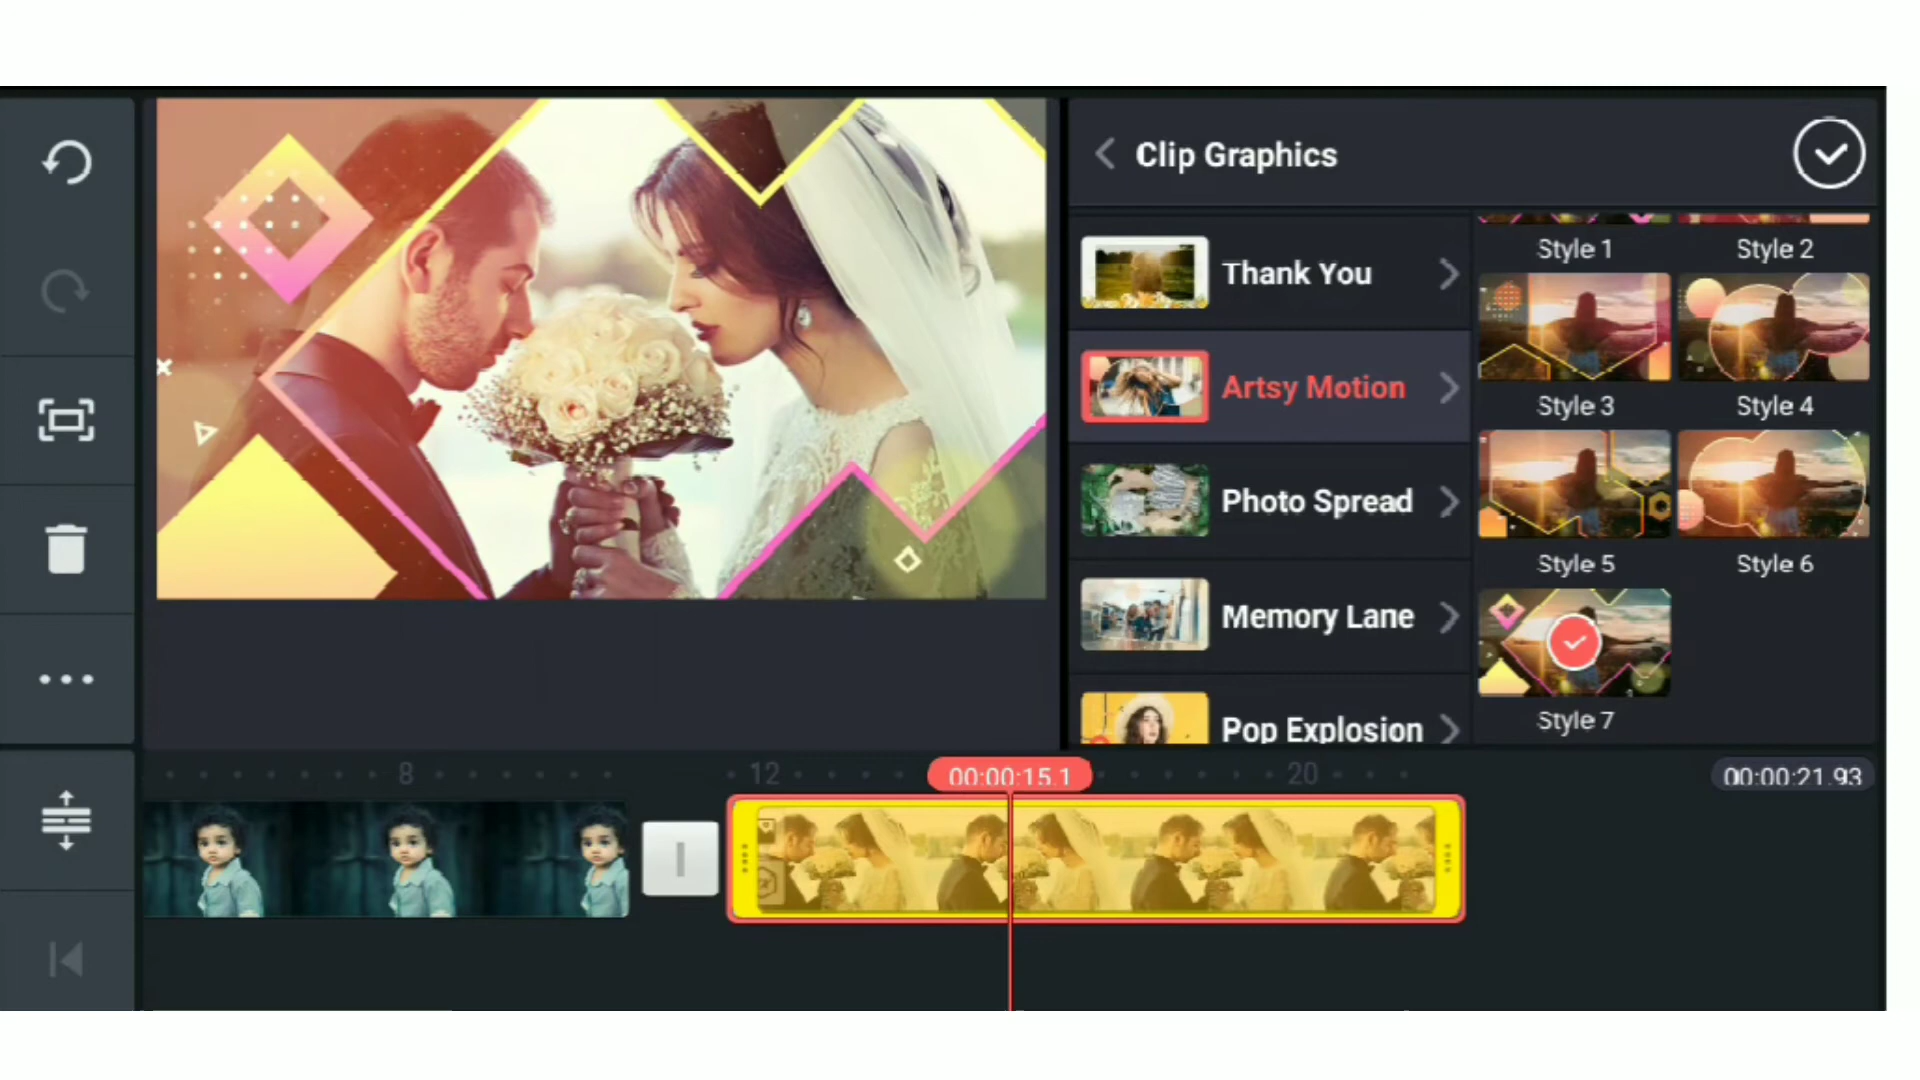 Clip Graphics
Thank You
Artsy Motion
Photo Spread
Memory Lane
Pop Explosion
Style 1
Style 2
Style 3
Style 4
Style 5
Style 6
Style 7
8
12
00:00:15.1
20
00:00:21.93